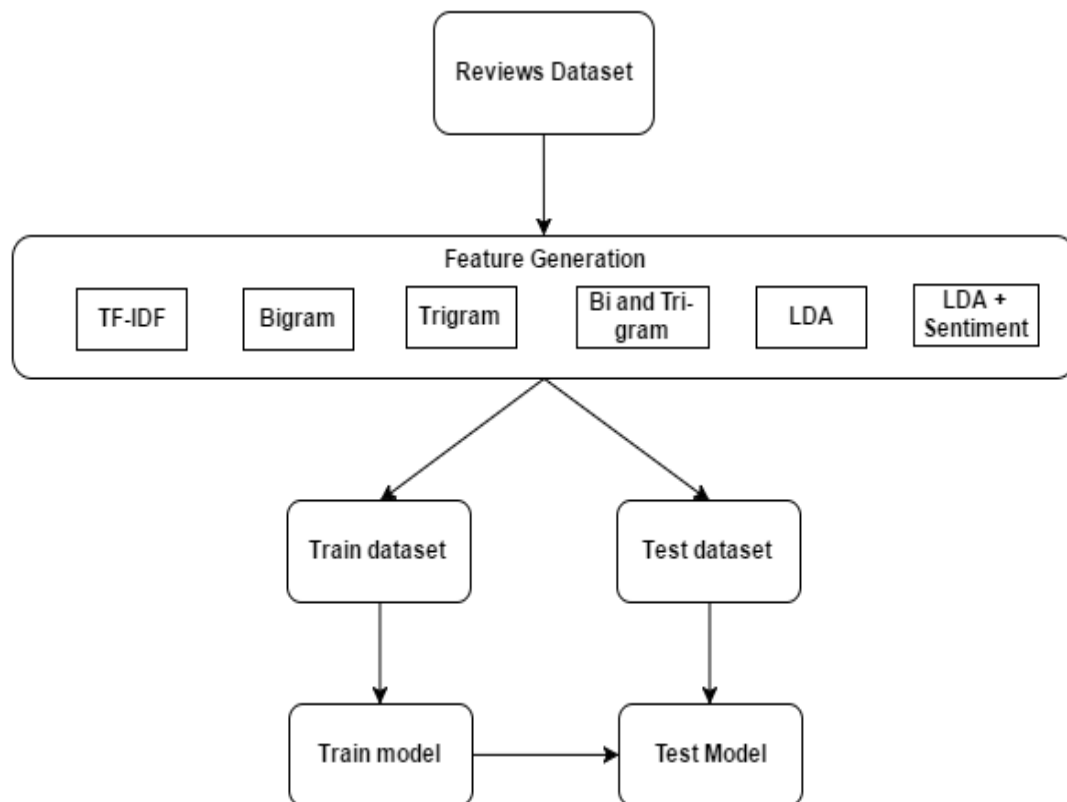 Reviews Dataset
Feature Generation
TF-IDF
Bigram
Trigram
Bi and Tri-
gram
LDA
LDA +
Sentiment
Train dataset
Test dataset
Train model
Test Model